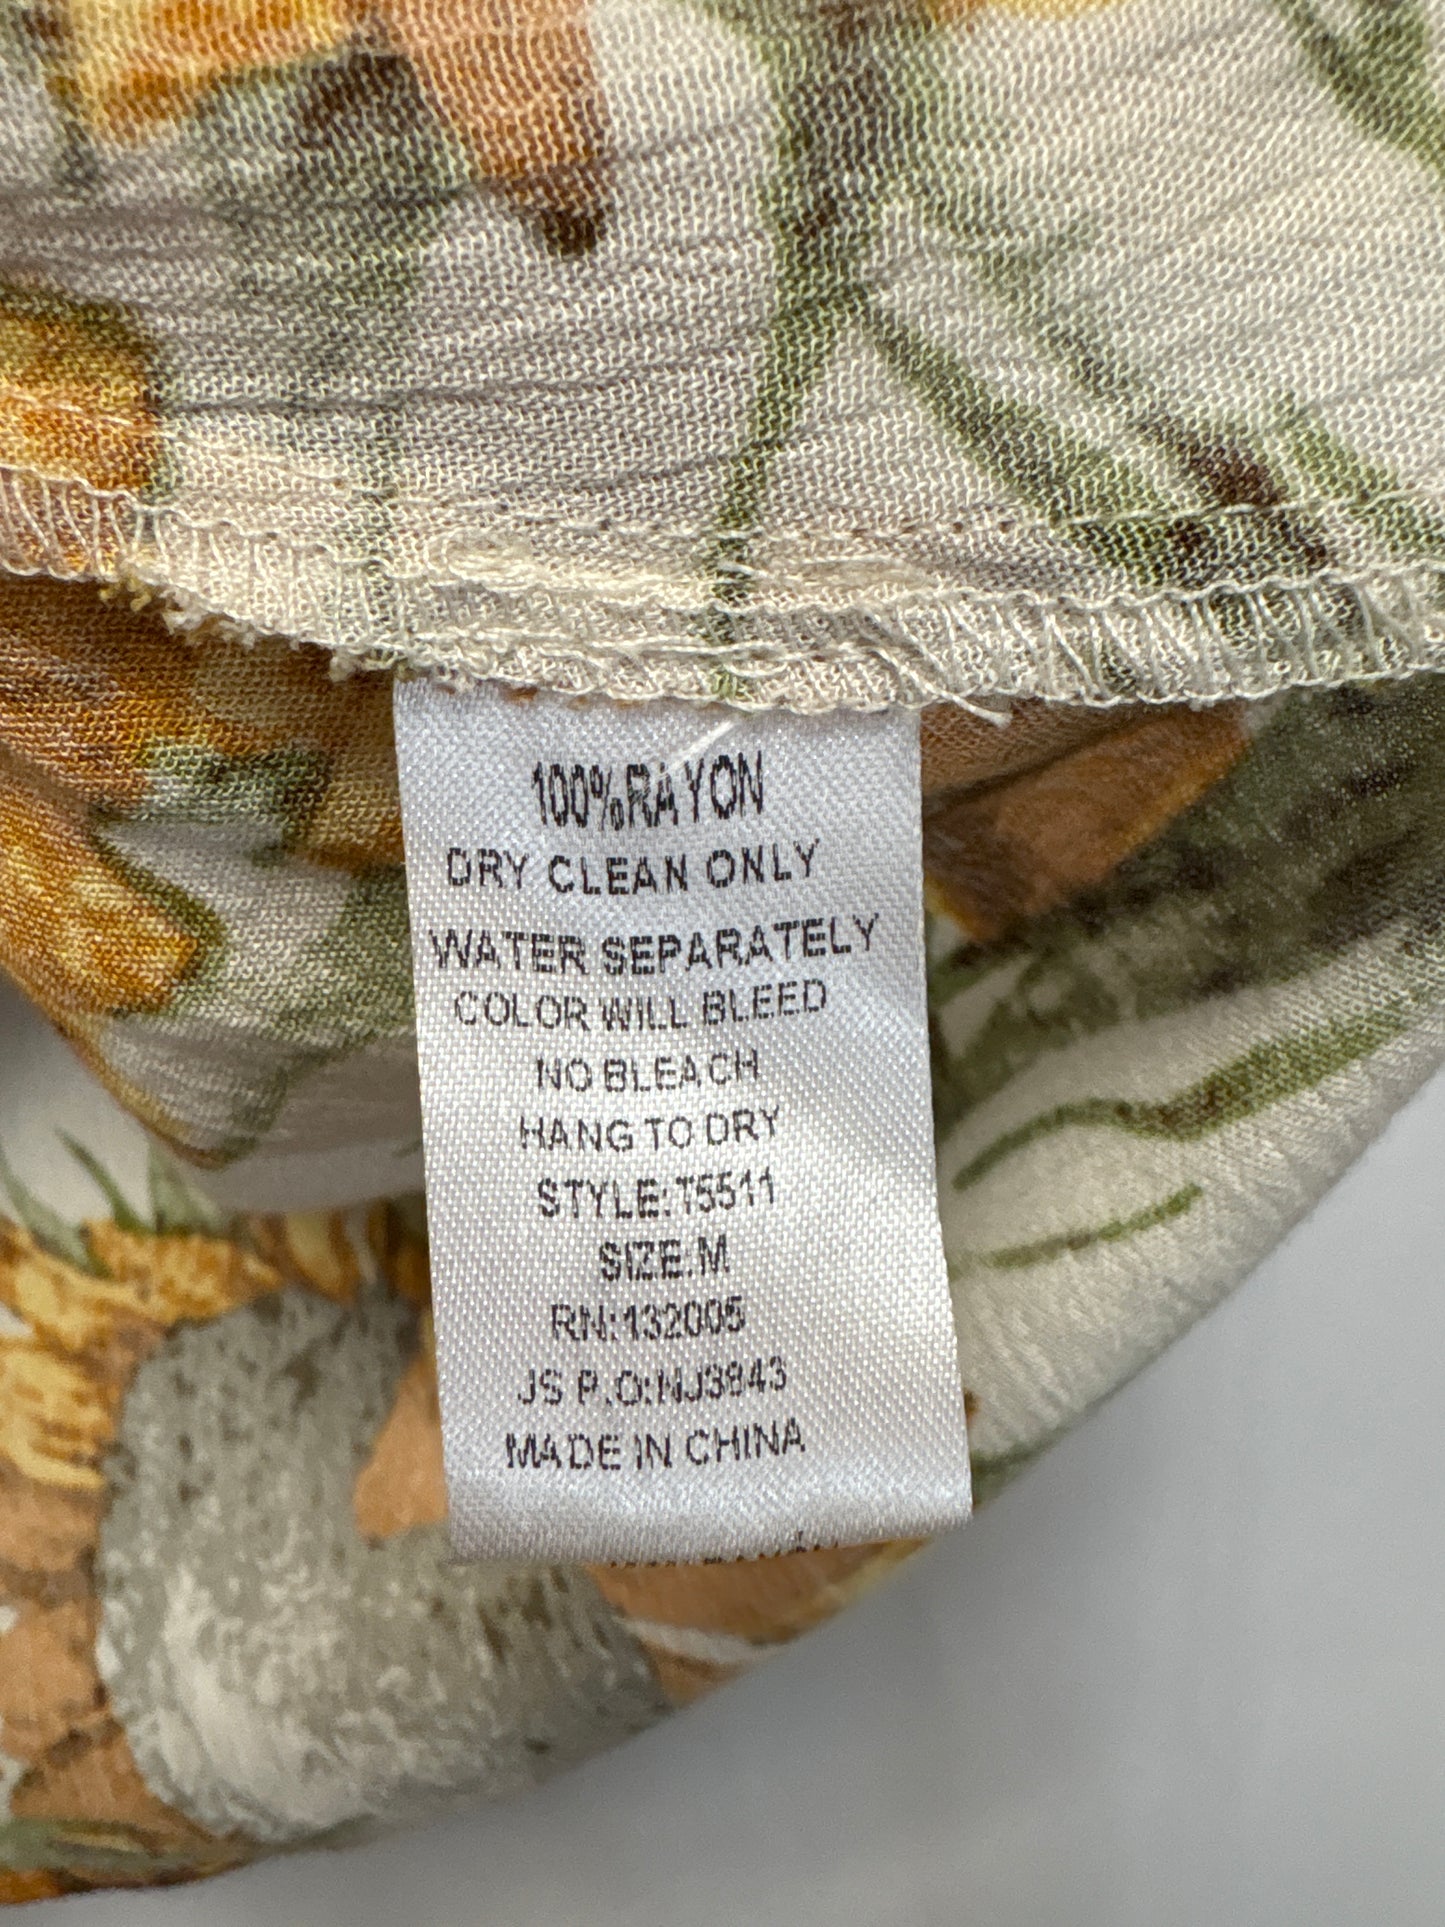 100%RAYON
DRY CLEAN ONLY
WATER SEPARATELY
COLOR WILL BLEED
NO BLEACH
HANG TO DRY
STYLE:T5511
SIZE:M
RN:132005
JS P.O:NJ3843
MADE IN CHINA